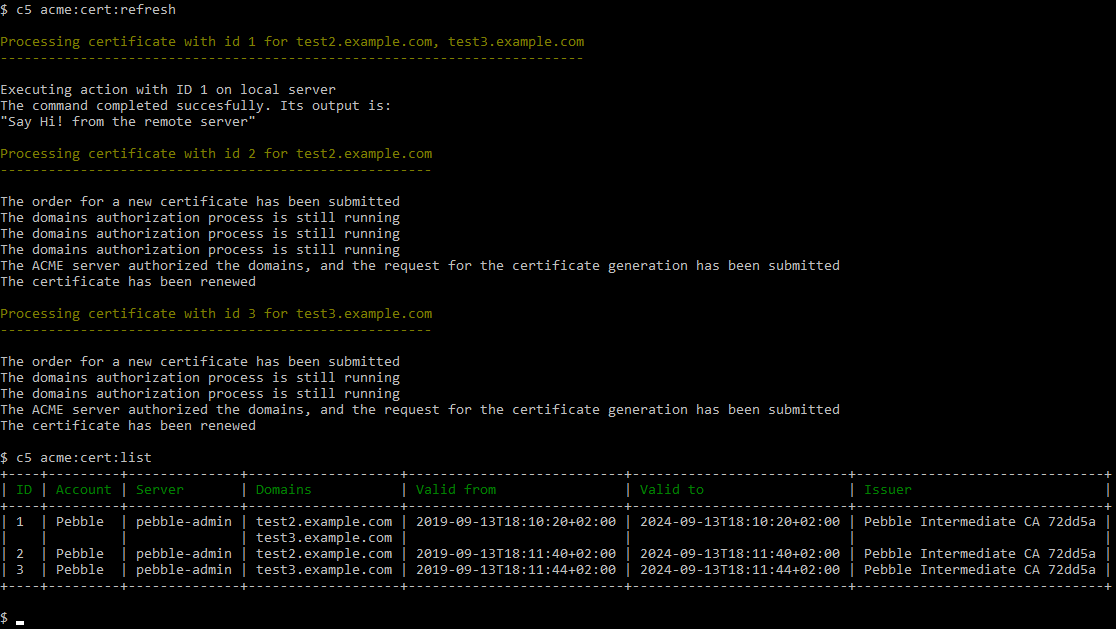 $ c5 acme:cert:refresh
Processing certificate with id 1 for test2.example.com, test3.example.com
-------------------------------------------------------------------------
Executing action with ID 1 on local server
The command completed succesfully. Its output is:
"Say Hi! from the remote server"
Processing certificate with id 2 for test2.example.com
------------------------------------------------------
The order for a new certificate has been submitted
The domains authorization process is still running
The domains authorization process is still running
The domains authorization process is still running
The ACME server authorized the domains, and the request for the certificate generation has been submitted
The certificate has been renewed
Processing certificate with id 3 for test3.example.com
------------------------------------------------------
The order for a new certificate has been submitted
The domains authorization process is still running
The domains authorization process is still running
The ACME server authorized the domains, and the request for the certificate generation has been submitted
The certificate has been renewed
$ c5 acme:cert:list
+----+---------+--------------+-------------------+---------------------------+---------------------------+-------------------------------+
| ID | Account | Server       | Domains           | Valid from                | Valid to                  | Issuer                        |
+----+---------+--------------+-------------------+---------------------------+---------------------------+-------------------------------+
| 1  | Pebble  | pebble-admin | test2.example.com | 2019-09-13T18:10:20+02:00 | 2024-09-13T18:10:20+02:00 | Pebble Intermediate CA 72dd5a |
|    |         |              | test3.example.com |                           |                           |                               |
| 2  | Pebble  | pebble-admin | test2.example.com | 2019-09-13T18:11:40+02:00 | 2024-09-13T18:11:40+02:00 | Pebble Intermediate CA 72dd5a |
| 3  | Pebble  | pebble-admin | test3.example.com | 2019-09-13T18:11:44+02:00 | 2024-09-13T18:11:44+02:00 | Pebble Intermediate CA 72dd5a |
+----+---------+--------------+-------------------+---------------------------+---------------------------+-------------------------------+
$ _